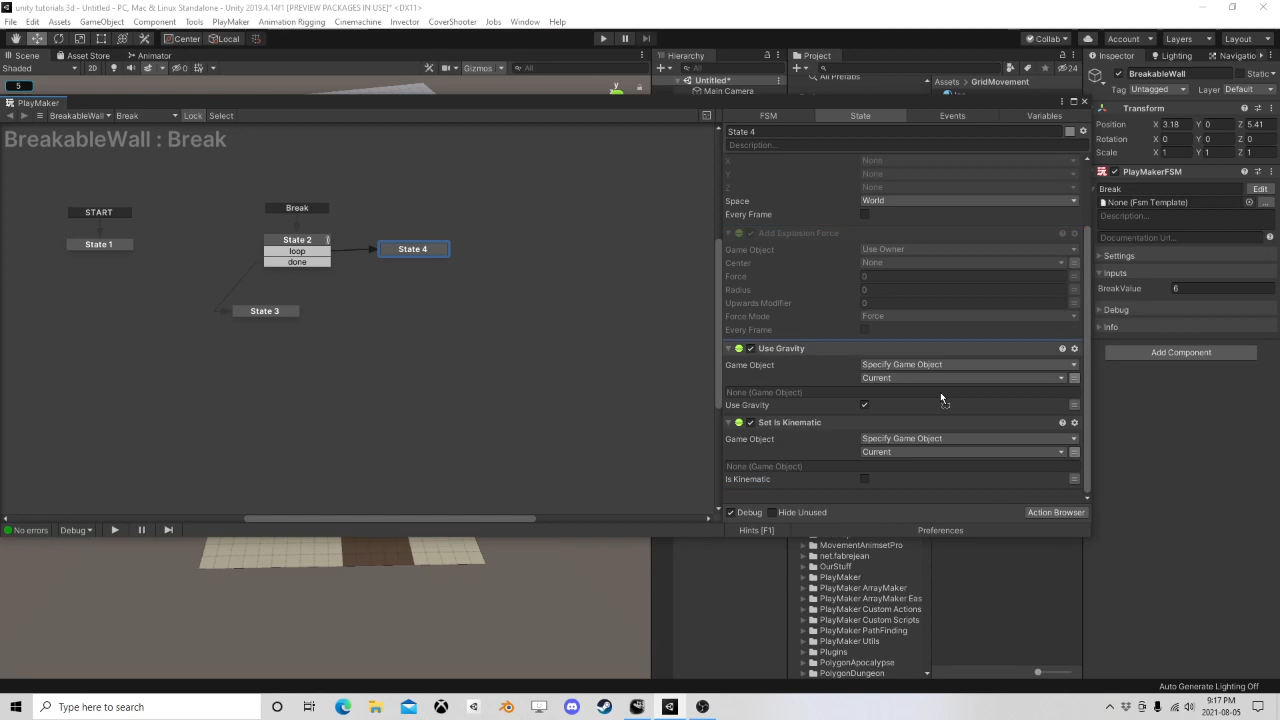 unity tutorials 3d - Untitled - PC, Mac & Linux Standalone - Unity 2019.4.14f1 [PREVIEW PACKAGES IN USE]* <DX11>
File Edit Assets GameObject Component Tools PlayMaker Animation Rigging Cinemachine Invector CoverShooter Jobs Window Help
Center Local Collab Account Layers Layout
Scene Asset Store Animator Hierarchy Project Inspector Lighting Navigatio
Shaded 2D 0 Gizmos All All 24
All Prefabs
BreakableWall Static
Untitled* Assets GridMovement
5 Main Camera Tag Untagged Layer Default
PlayMaker
Transform
BreakableWall Break Lock Select FSM State Events Variables
Position X 3.18 Y 0 Z 5.41
State 4
Rotation X 0 Y 0 Z 0
BreakableWall : Break
Description...
Scale X 1 Y 1 Z 1
X None
Y None
Z None
PlayMakerFSM
Break Edit
Space World
None (Fsm Template) ...
Every Frame
Description...
START Break
Add Explosion Force
Documentation Url...
State 1 State 2
loop
done
State 4
Game Object Use Owner
Settings
Center None
Inputs
Force 0
BreakValue 6
Radius 0
Upwards Modifier 0
Debug
State 3
Force Mode Force
Info
Every Frame
Use Gravity
Add Component
Game Object Specify Game Object
Current
None (Game Object)
Use Gravity
Set Is Kinematic
Game Object Specify Game Object
Current
None (Game Object)
Is Kinematic
Debug Hide Unused Action Browser
No errors Debug Hints [F1] Preferences
MovementAnimsetPro
net.fabrejean
OurStuff
PlayMaker
PlayMaker ArrayMaker
PlayMaker ArrayMaker Eas
PlayMaker Custom Actions
PlayMaker Custom Scripts
PlayMaker PathFinding
PlayMaker Utils
Plugins
PolygonApocalypse
PolygonDungeon
Auto Generate Lighting Off
Type here to search
9:17 PM
2021-08-05